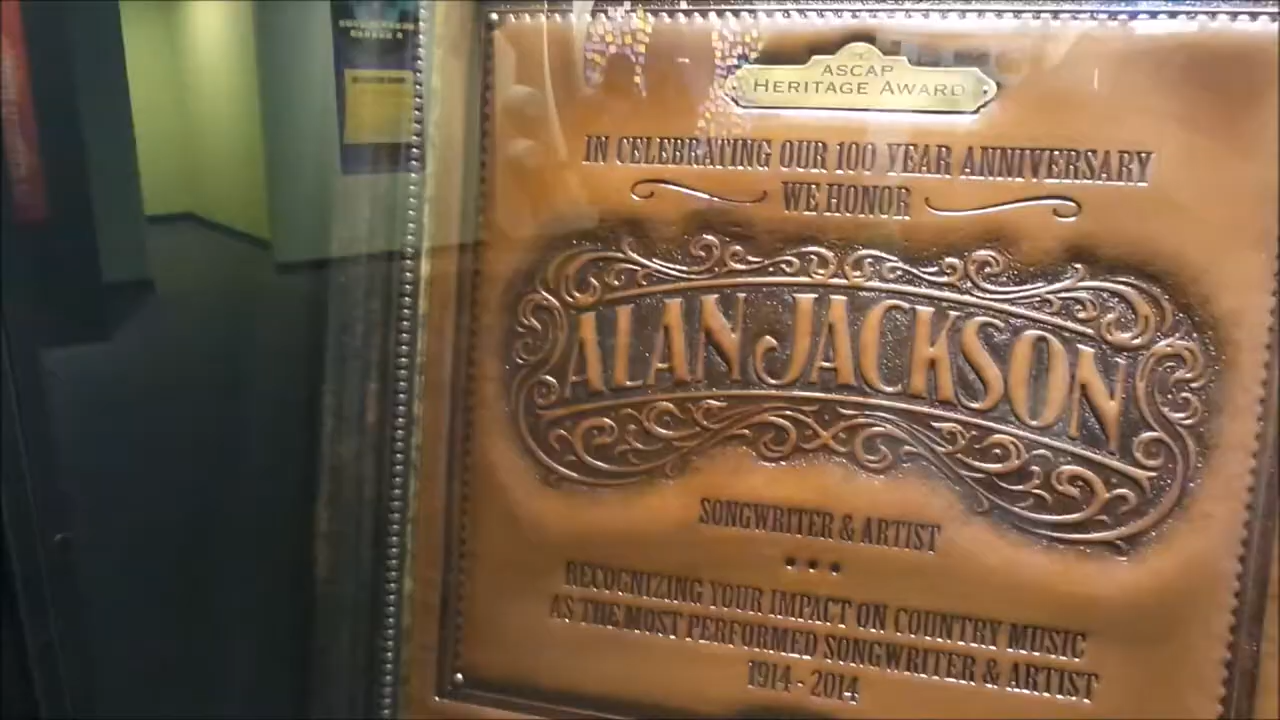 ASCAP
HERITAGE AWARD
IN CELEBRATING OUR 100 YEAR ANNIVERSARY
WE HONOR
ALAN JACKSON
SONGWRITER & ARTIST
RECOGNIZING YOUR IMPACT ON COUNTRY MUSIC
AS THE MOST PERFORMED SONGWRITER & ARTIST
1914 - 2014